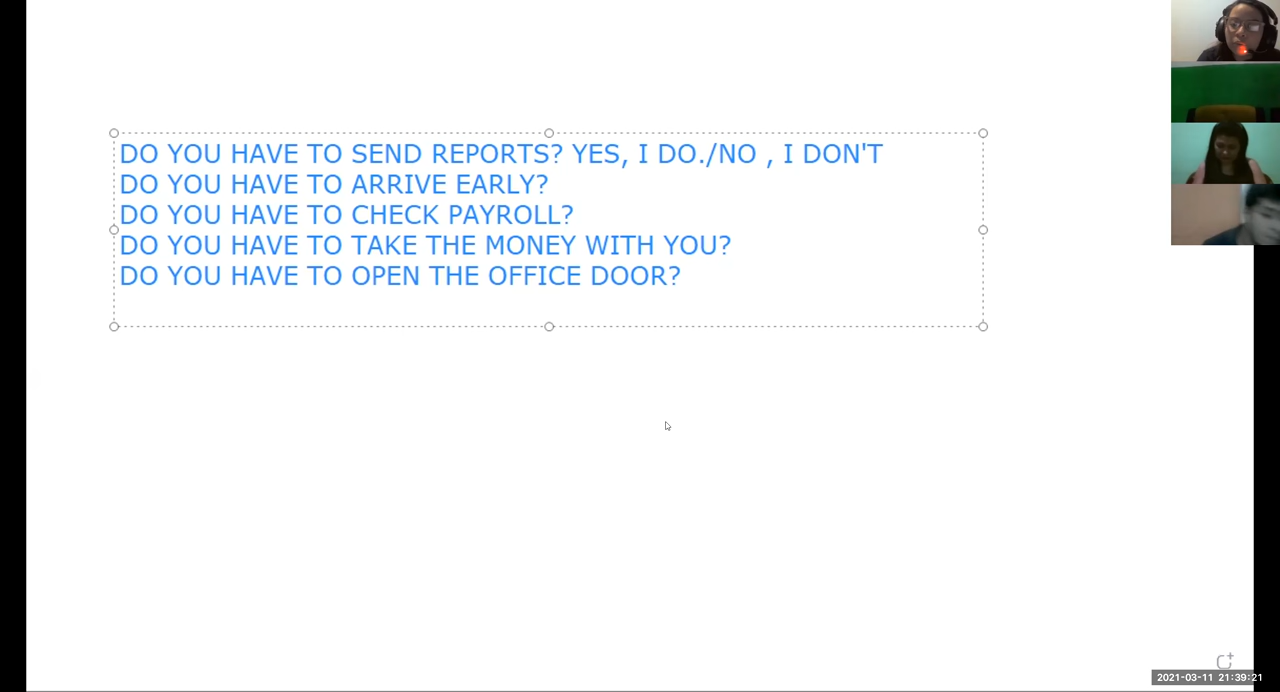 DO YOU HAVE TO SEND REPORTS? YES, I DO./NO , I DON'T
DO YOU HAVE TO ARRIVE EARLY?
DO YOU HAVE TO CHECK PAYROLL?
DO YOU HAVE TO TAKE THE MONEY WITH YOU?
DO YOU HAVE TO OPEN THE OFFICE DOOR?
2021-03-11 21:39:21